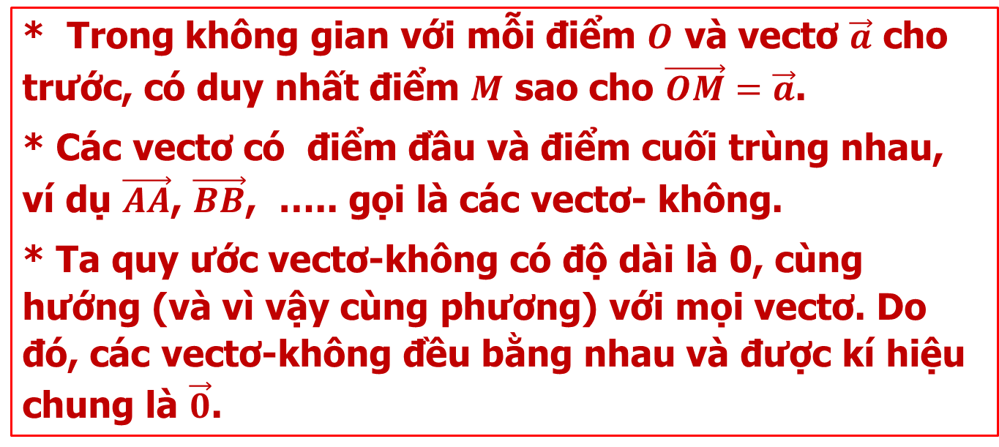 * Trong không gian với mỗi điểm $O$ và vectơ $\vec{a}$ cho
trước, có duy nhất điểm $M$ sao cho $\overrightarrow{OM} = \vec{a}$.
* Các vectơ có điểm đầu và điểm cuối trùng nhau,
ví dụ $\overrightarrow{AA}$, $\overrightarrow{BB}$, ..... gọi là các vectơ- không.
* Ta quy ước vectơ-không có độ dài là 0, cùng
hướng (và vì vậy cùng phương) với mọi vectơ. Do
đó, các vectơ-không đều bằng nhau và được kí hiệu
chung là $\vec{0}$.